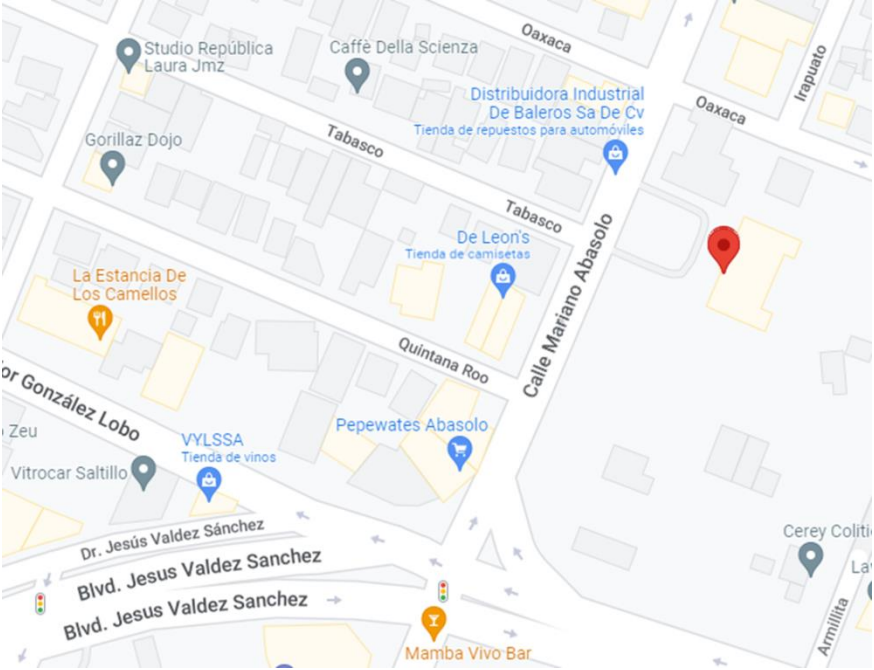 Oaxaca
Studio República
Laura Jmz
Caffè Della Scienza
Irapuato
Distribuidora Industrial
De Baleros Sa De Cv
Tienda de repuestos para automóviles
Oaxaca
Gorillaz Dojo
Tabasco
Tabasco
De Leon's
Tienda de camisetas
Calle Mariano Abasolo
La Estancia De
Los Camellos
Quintana Roo
or González Lobo
Pepewates Abasolo
Zeu
VYLSSA
Tienda de vinos
Vitrocar Saltillo
Dr. Jesús Valdez Sánchez
Cerey Coliti
Blvd. Jesus Valdez Sanchez
La
Blvd. Jesus Valdez Sanchez
Armillita
Mamba Vivo Bar